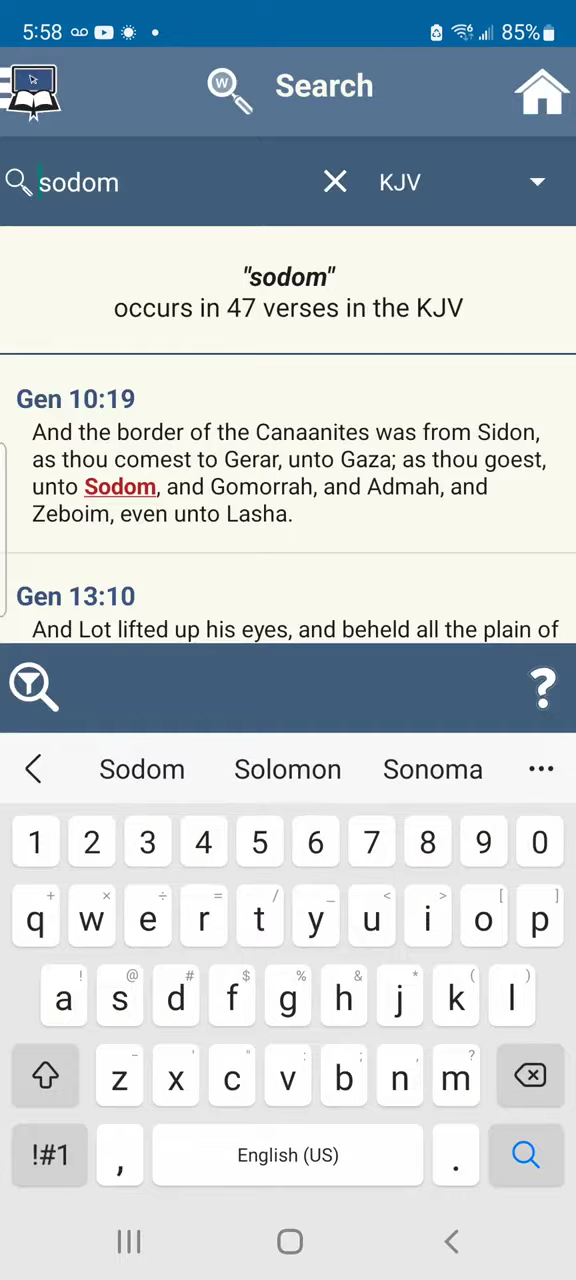 5:58 85%
W Search
sodom KJV
"sodom"
occurs in 47 verses in the KJV
Gen 10:19
And the border of the Canaanites was from Sidon,
as thou comest to Gerar, unto Gaza; as thou goest,
unto Sodom, and Gomorrah, and Admah, and
Zeboim, even unto Lasha.
Gen 13:10
And Lot lifted up his eyes, and beheld all the plain of
?
Sodom Solomon Sonoma ...
1 2 3 4 5 6 7 8 9 0
+ × ÷ = / _ < > [ ]
q w e r t y u i o p
! @ # $ % & * ( )
a s d f g h j k l
- ' " : ; , ?
z x c v b n m
!#1 , English (US) .